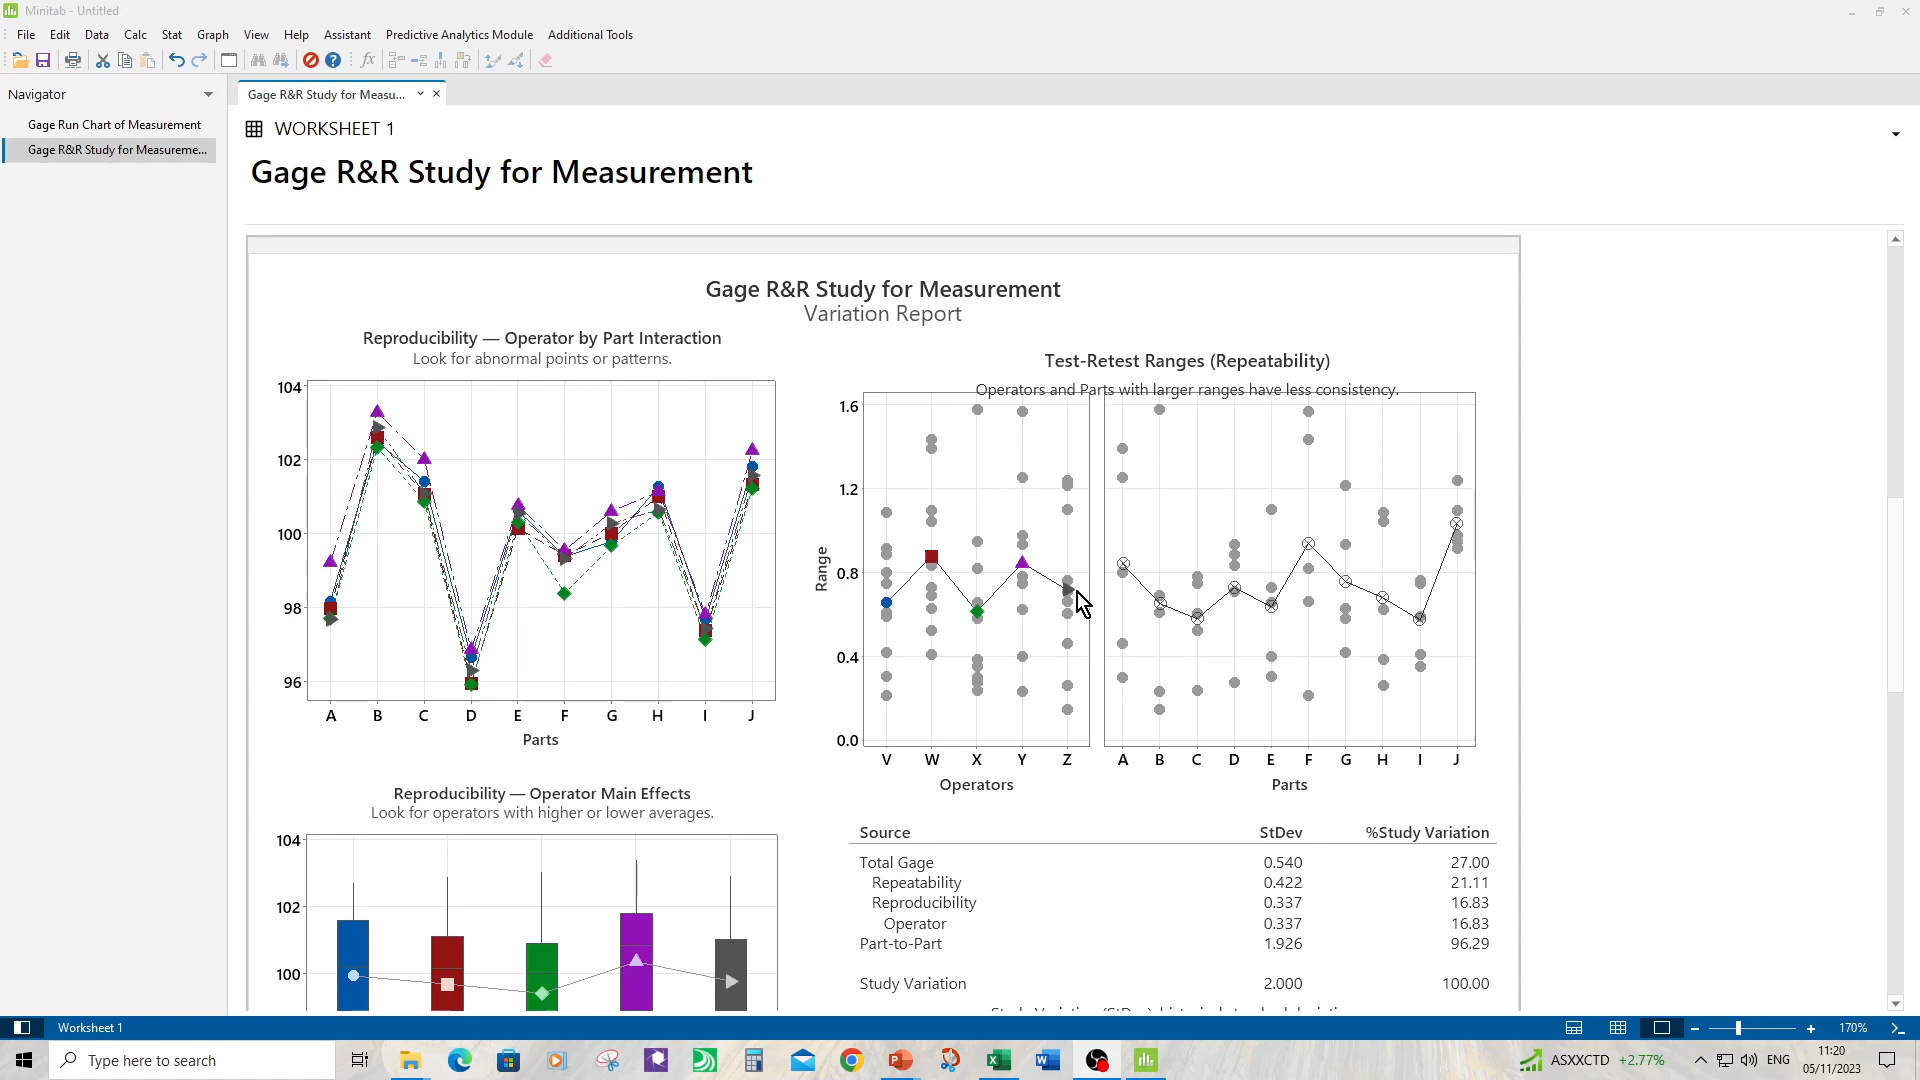 Minitab - Untitled
File Edit Data Calc Stat Graph View Help Assistant Predictive Analytics Module Additional Tools
Navigator
Gage Run Chart of Measurement
Gage R&R Study for Measureme...
Gage R&R Study for Measu...
WORKSHEET 1
Gage R&R Study for Measurement
Gage R&R Study for Measurement
Variation Report
Reproducibility — Operator by Part Interaction
Look for abnormal points or patterns.
104
102
100
98
96
A B C D E F G H I J
Parts
Test-Retest Ranges (Repeatability)
Operators and Parts with larger ranges have less consistency.
Range
1.6
1.2
0.8
0.4
0.0
V W X Y Z A B C D E F G H I J
Operators Parts
Reproducibility — Operator Main Effects
Look for operators with higher or lower averages.
104
102
100
Source StDev %Study Variation
Total Gage 0.540 27.00
Repeatability 0.422 21.11
Reproducibility 0.337 16.83
Operator 0.337 16.83
Part-to-Part 1.926 96.29
Study Variation 2.000 100.00
Worksheet 1
170%
Type here to search
ASXXCTD +2.77%
ENG
11:20
05/11/2023